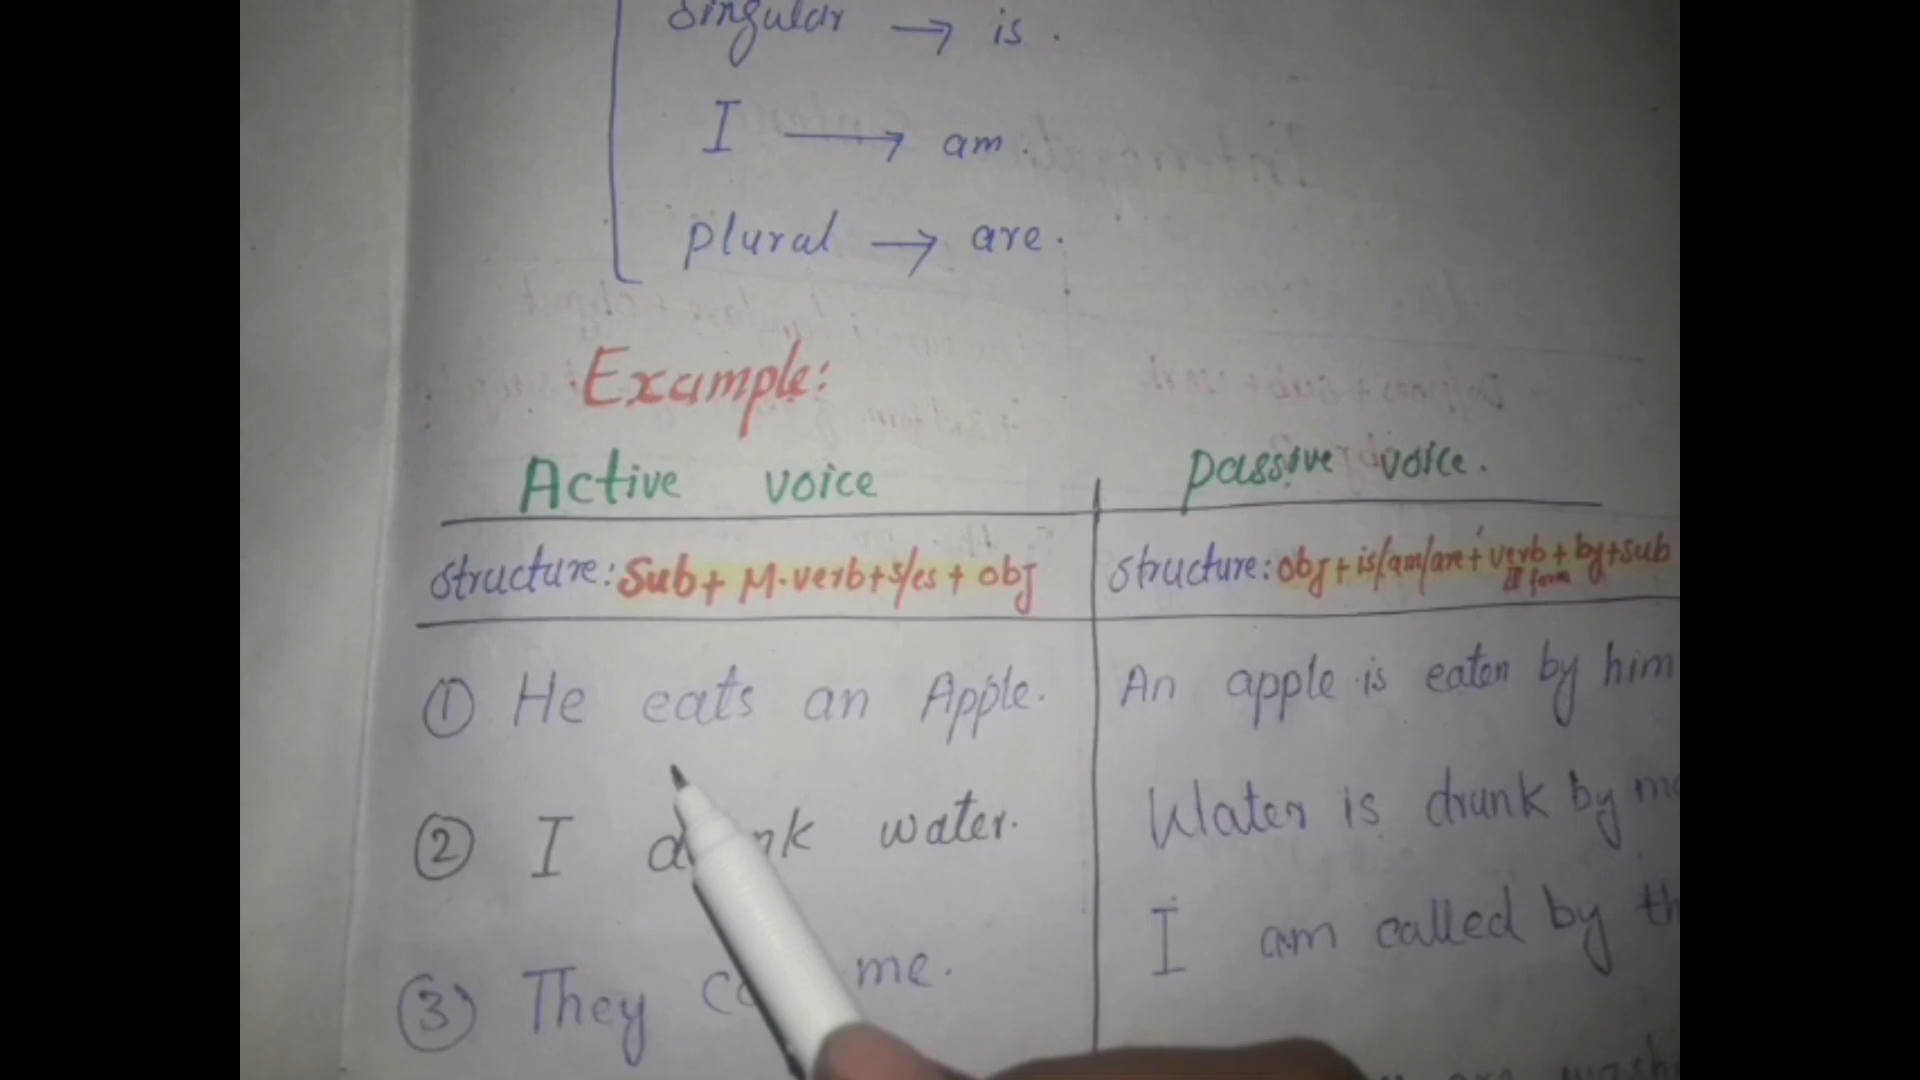 Singular → is.
I → am.
plural → are.
Example:
Active voice
passive voice.
structure: Sub + M.verb+s/es + obj
structure: obj + is/am/are + verb + by + sub
III form
① He eats an Apple.
An apple is eaten by him
② I water.
Water is drunk by me
③ They me.
I am called by
are